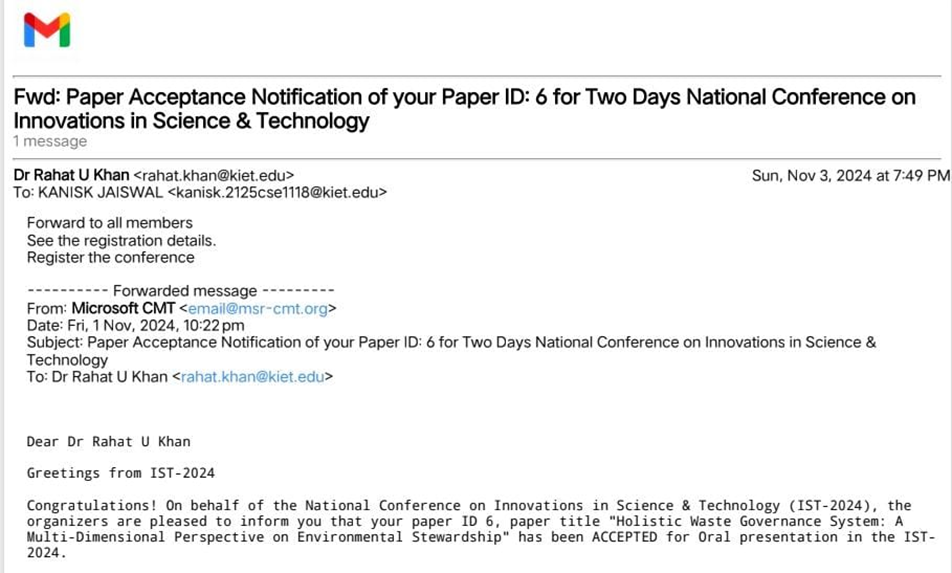 Fwd: Paper Acceptance Notification of your Paper ID: 6 for Two Days National Conference on
Innovations in Science & Technology
1 message
Dr Rahat U Khan <rahat.khan@kiet.edu> Sun, Nov 3, 2024 at 7:49 PM
To: KANISK JAISWAL <kanisk.2125cse1118@kiet.edu>
Forward to all members
See the registration details.
Register the conference
---------- Forwarded message ---------
From: Microsoft CMT <email@msr-cmt.org>
Date: Fri, 1 Nov, 2024, 10:22 pm
Subject: Paper Acceptance Notification of your Paper ID: 6 for Two Days National Conference on Innovations in Science &
Technology
To: Dr Rahat U Khan <rahat.khan@kiet.edu>
Dear Dr Rahat U Khan
Greetings from IST-2024
Congratulations! On behalf of the National Conference on Innovations in Science & Technology (IST-2024), the
organizers are pleased to inform you that your paper ID 6, paper title "Holistic Waste Governance System: A
Multi-Dimensional Perspective on Environmental Stewardship" has been ACCEPTED for Oral presentation in the IST-
2024.